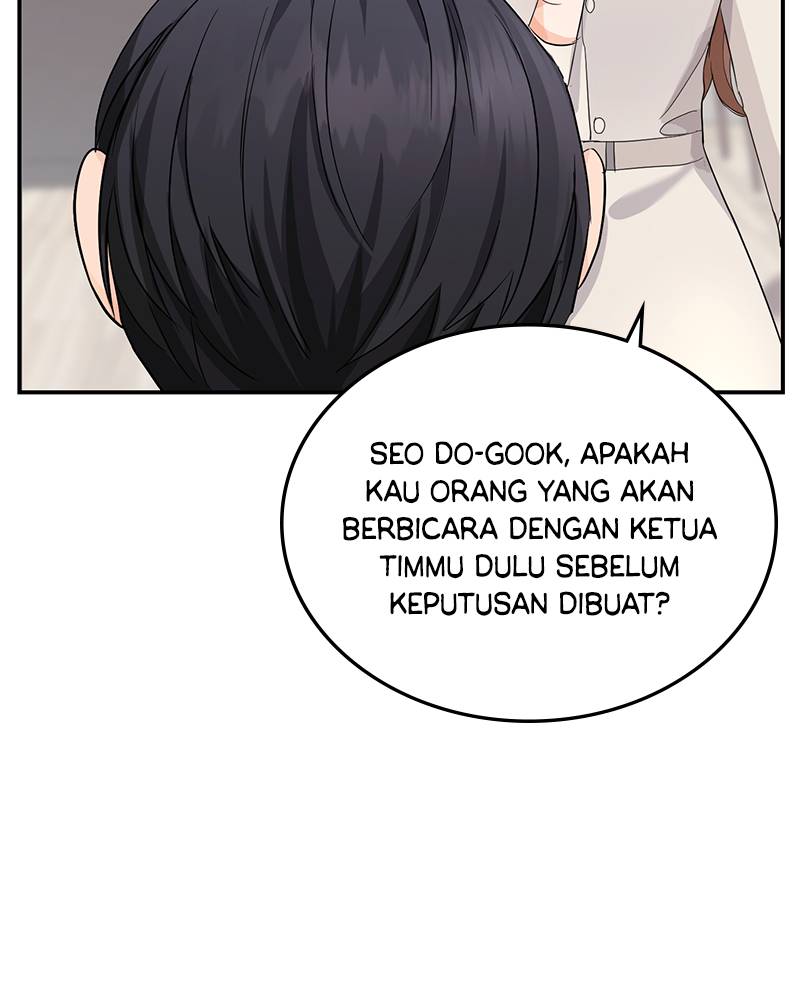 SEO DO-GOOK, APAKAH
KAU ORANG YANG AKAN
BERBICARA DENGAN KETUA
TIMMU DULU SEBELUM
KEPUTUSAN DIBUAT?